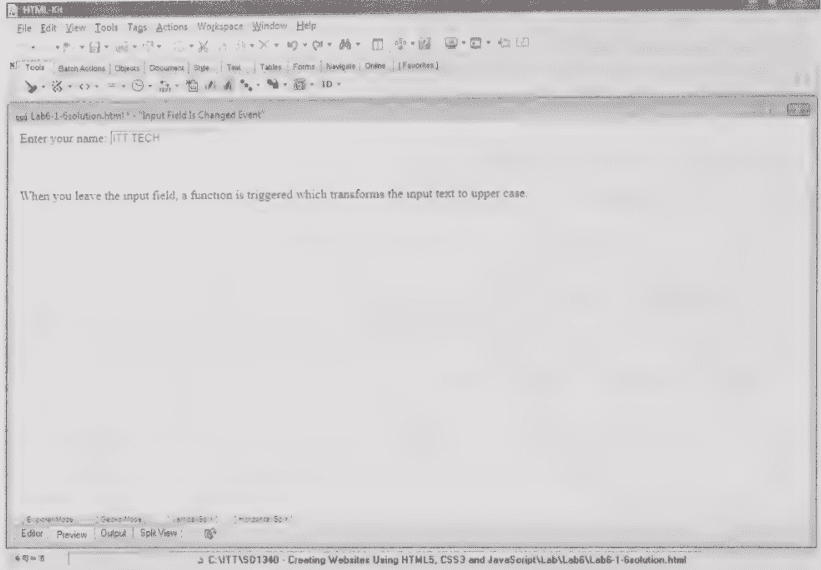 HTML-Kit
File Edit View Tools Tags Actions Workspace Window Help
Tools Batch Actions Objects Document Style Text Tables Forms Navigate Online [Favorites]
ID
Lab6-1-6solution.html * - "Input Field Is Changed Event"
Enter your name: ITT TECH
When you leave the input field, a function is triggered which transforms the input text to upper case.
Editor Preview Output Split View
C:\ITT\SD1340 - Creating Websites Using HTML5, CSS3 and JavaScript\Lab\Lab6\Lab6-1-6solution.html